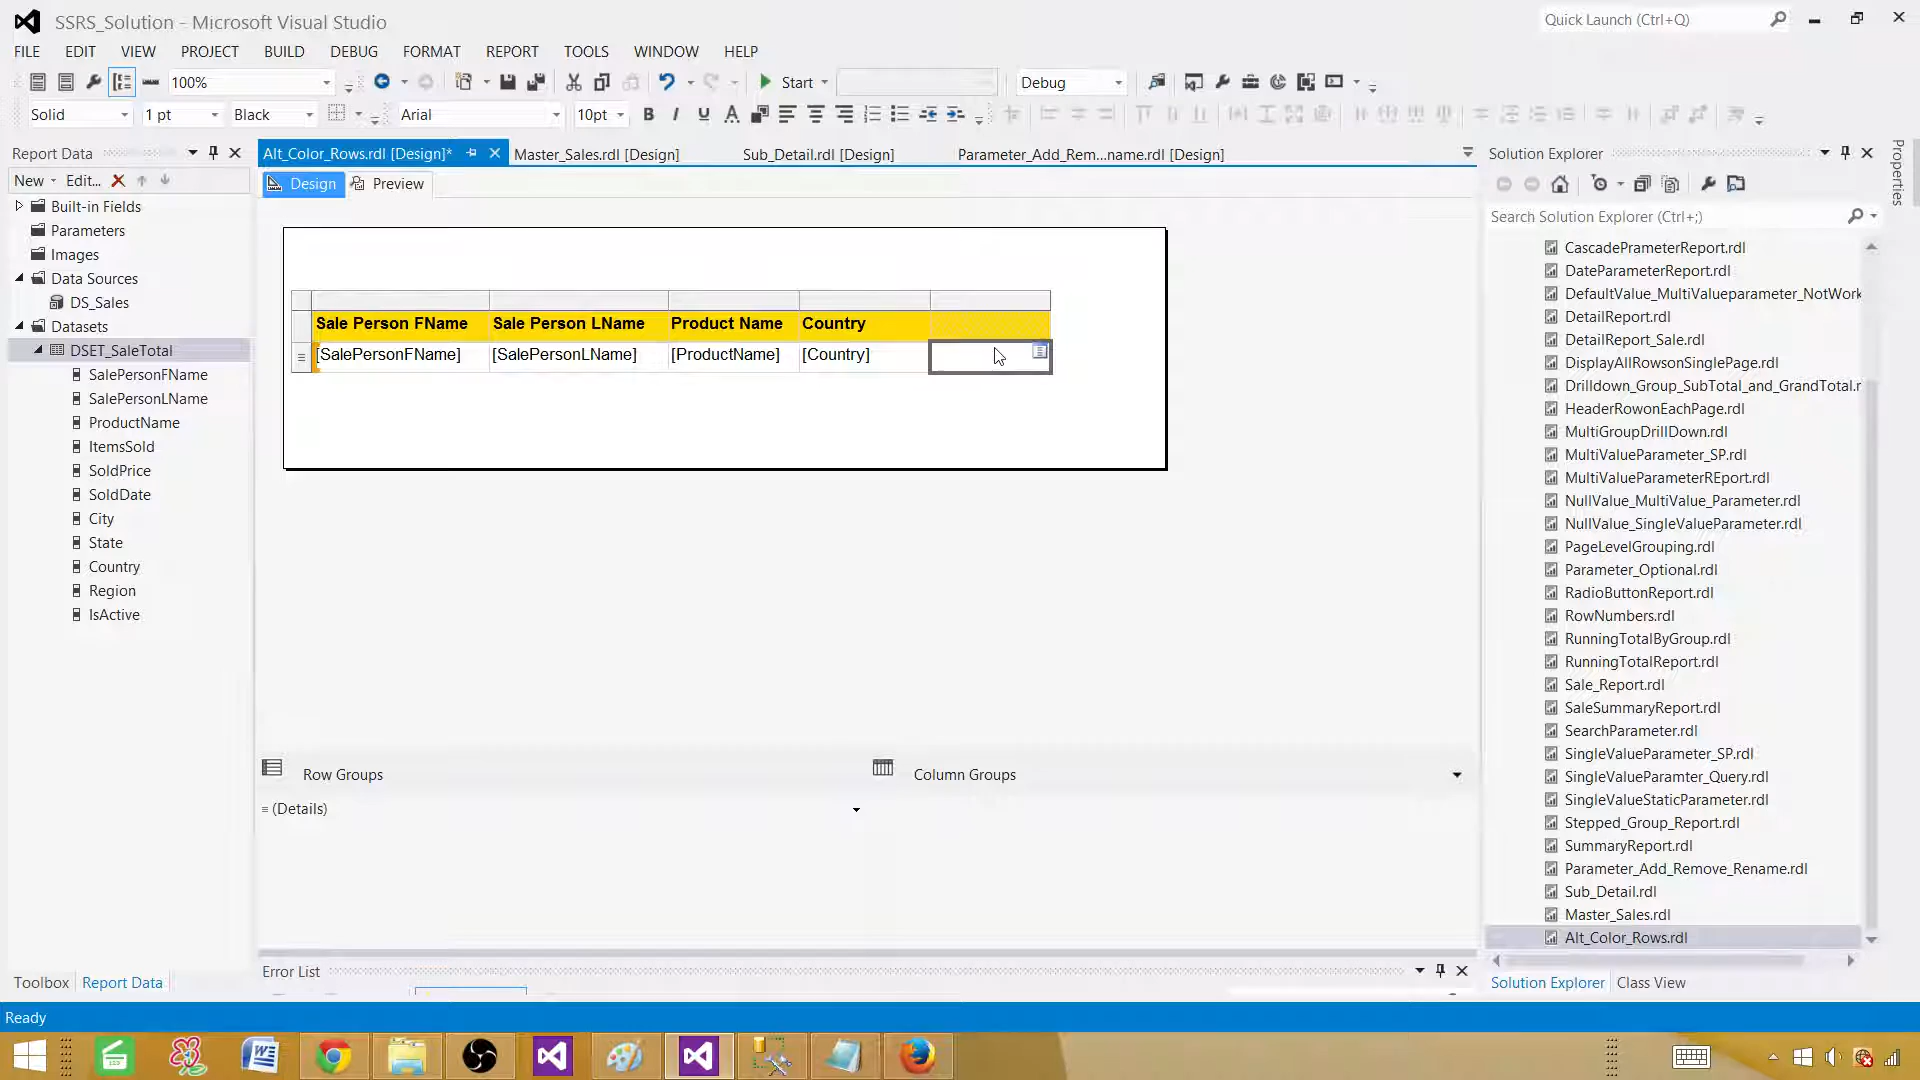 SSRS_Solution - Microsoft Visual Studio
Quick Launch (Ctrl+Q)
FILE EDIT VIEW PROJECT BUILD DEBUG FORMAT REPORT TOOLS WINDOW HELP
100% Start Debug
Solid 1 pt Black Arial 10pt B I U A
Report Data
Alt_Color_Rows.rdl [Design]* Master_Sales.rdl [Design] Sub_Detail.rdl [Design] Parameter_Add_Rem...name.rdl [Design]
Solution Explorer
Properties
New Edit...
Design Preview
Built-in Fields
Parameters
Images
Data Sources
DS_Sales
Datasets
DSET_SaleTotal
SalePersonFName
SalePersonLName
ProductName
ItemsSold
SoldPrice
SoldDate
City
State
Country
Region
IsActive
Sale Person FName Sale Person LName Product Name Country
[SalePersonFName] [SalePersonLName] [ProductName] [Country]
Row Groups
Column Groups
(Details)
Search Solution Explorer (Ctrl+;)
CascadePrameterReport.rdl
DateParameterReport.rdl
DefaultValue_MultiValueparameter_NotWork
DetailReport.rdl
DetailReport_Sale.rdl
DisplayAllRowsonSinglePage.rdl
Drilldown_Group_SubTotal_and_GrandTotal.r
HeaderRowonEachPage.rdl
MultiGroupDrillDown.rdl
MultiValueParameter_SP.rdl
MultiValueParameterREport.rdl
NullValue_MultiValue_Parameter.rdl
NullValue_SingleValueParameter.rdl
PageLevelGrouping.rdl
Parameter_Optional.rdl
RadioButtonReport.rdl
RowNumbers.rdl
RunningTotalByGroup.rdl
RunningTotalReport.rdl
Sale_Report.rdl
SaleSummaryReport.rdl
SearchParameter.rdl
SingleValueParameter_SP.rdl
SingleValueParamter_Query.rdl
SingleValueStaticParameter.rdl
Stepped_Group_Report.rdl
SummaryReport.rdl
Parameter_Add_Remove_Rename.rdl
Sub_Detail.rdl
Master_Sales.rdl
Alt_Color_Rows.rdl
Error List
Toolbox Report Data
Solution Explorer Class View
Ready